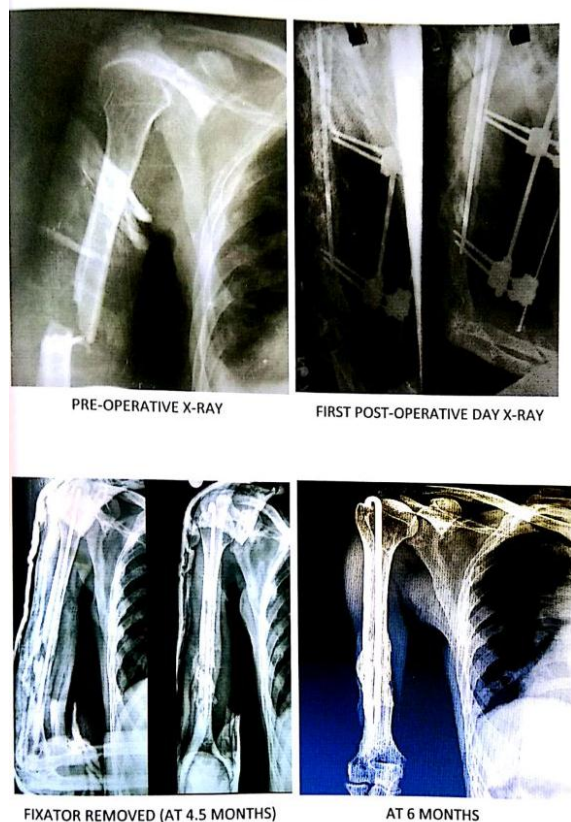 PRE-OPERATIVE X-RAY
FIRST POST-OPERATIVE DAY X-RAY
FIXATOR REMOVED (AT 4.5 MONTHS)
AT 6 MONTHS